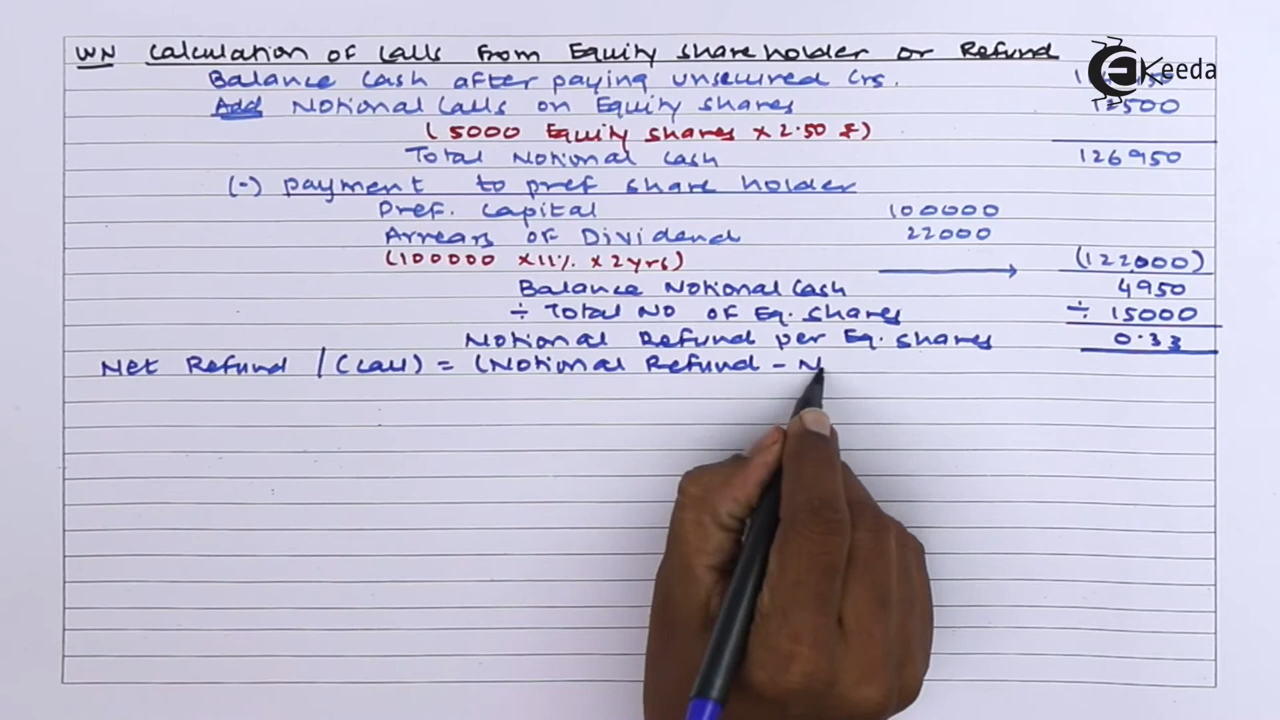 WN Calculation of Calls from Equity shareholder or Refund
Balance Cash after paying unsecured Crs.
Keeda
Add Notional Calls on Equity shares
(5000 Equity shares × 2.50 ₹)
Total Notional Cash 126950
(-) payment to pref share holder
Pref. Capital 100000
Arrears of Dividend 22000
(100000 × 11% × 2yrs) (122000)
Balance Notional Cash 4950
÷ Total No of Eq. shares ÷ 15000
Notional Refund per Eq. shares 0.33
Net Refund / (Call) = (Notional Refund - N